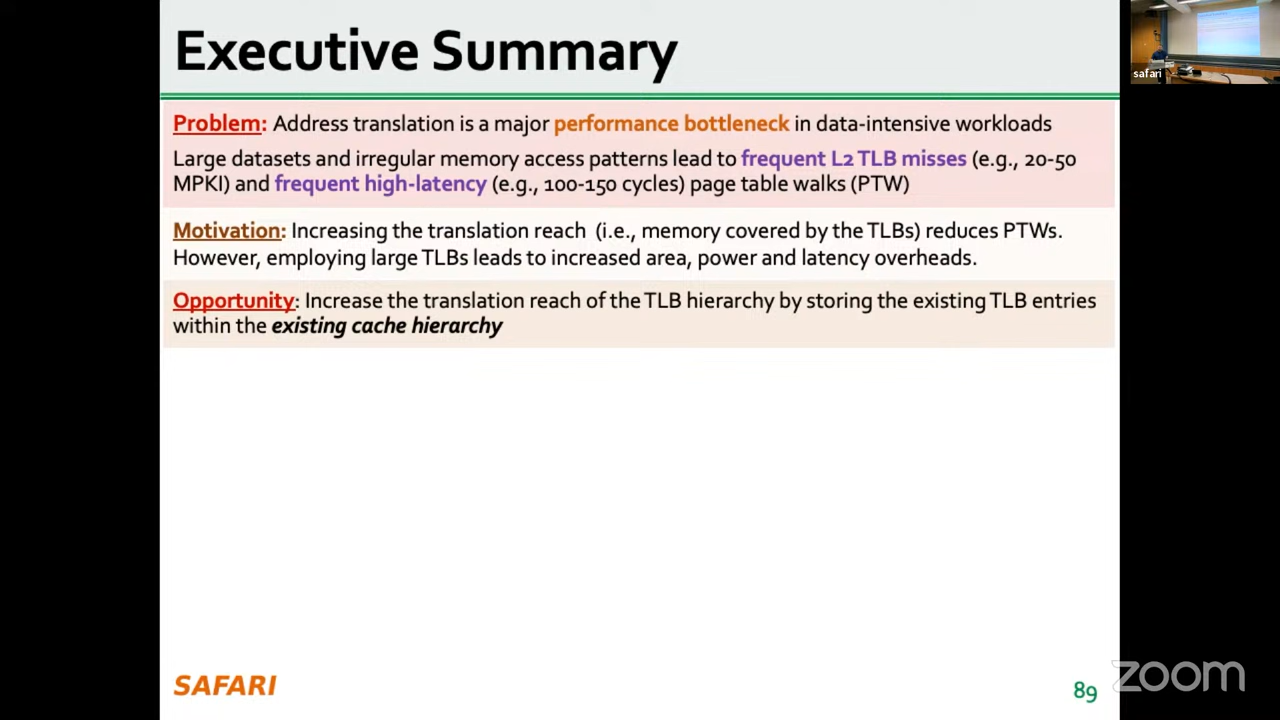 Executive Summary
Problem: Address translation is a major performance bottleneck in data-intensive workloads
Large datasets and irregular memory access patterns lead to frequent L2 TLB misses (e.g., 20-50
MPKI) and frequent high-latency (e.g., 100-150 cycles) page table walks (PTW)
Motivation: Increasing the translation reach (i.e., memory covered by the TLBs) reduces PTWs.
However, employing large TLBs leads to increased area, power and latency overheads.
Opportunity: Increase the translation reach of the TLB hierarchy by storing the existing TLB entries
within the existing cache hierarchy
SAFARI
89
zoom
safari